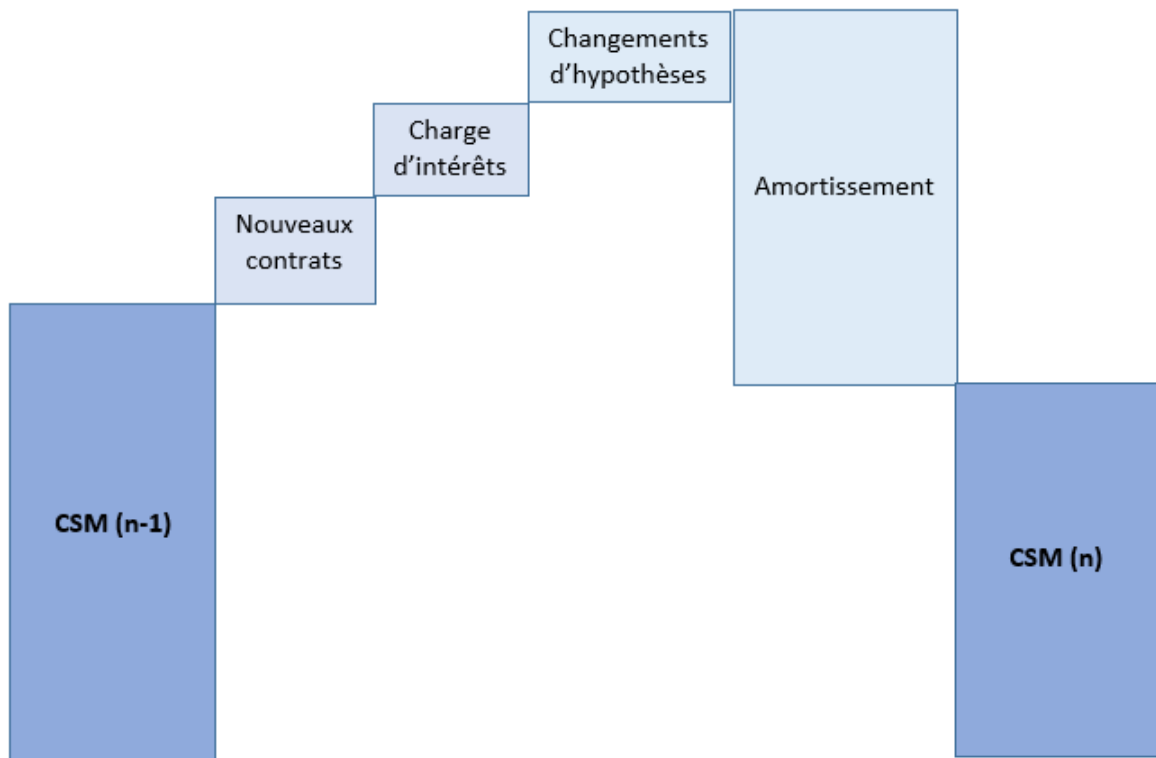 Changements
d’hypothèses
Charge
d’intérêts
Amortissement
Nouveaux
contrats
CSM (n-1)
CSM (n)